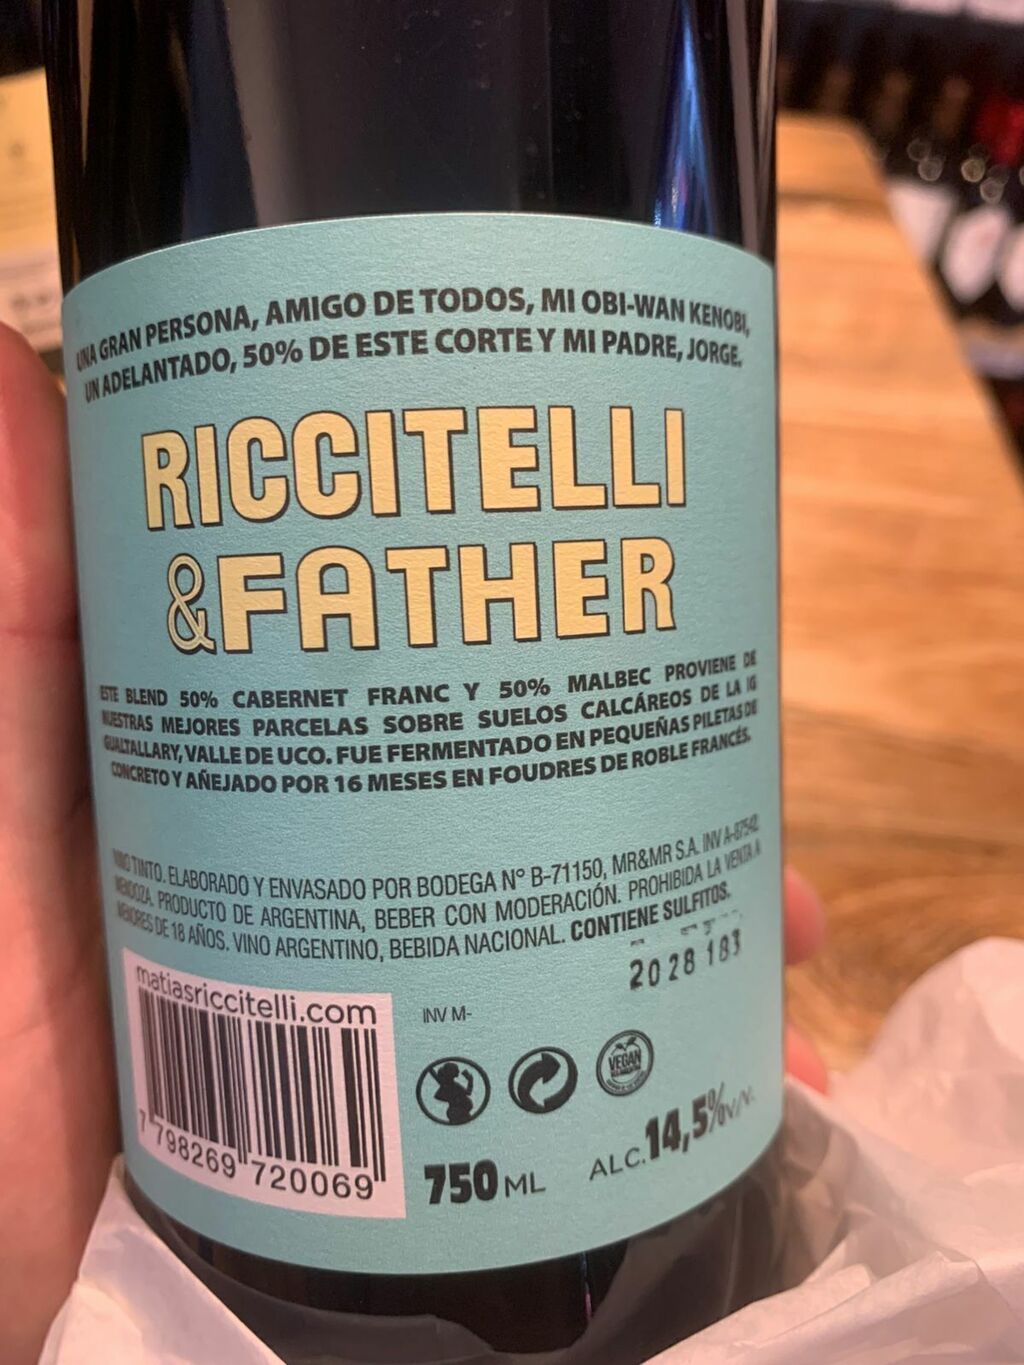 UNA GRAN PERSONA, AMIGO DE TODOS, MI OBI-WAN KENOBI,
UN ADELANTADO, 50% DE ESTE CORTE Y MI PADRE, JORGE.
RICCITELLI
&FATHER
ESTE BLEND 50% CABERNET FRANC Y 50% MALBEC PROVIENE DE
NUESTRAS MEJORES PARCELAS SOBRE SUELOS CALCÁREOS DE LA IG
GUALTALLARY, VALLE DE UCO. FUE FERMENTADO EN PEQUEÑAS PILETAS DE
CONCRETO Y AÑEJADO POR 16 MESES EN FOUDRES DE ROBLE FRANCÉS.
VINO TINTO. ELABORADO Y ENVASADO POR BODEGA N° B-71150, MR&MR S.A. INV A-87542
MENDOZA. PRODUCTO DE ARGENTINA, BEBER CON MODERACIÓN. PROHIBIDA LA VENTA A
MENORES DE 18 AÑOS. VINO ARGENTINO, BEBIDA NACIONAL. CONTIENE SULFITOS.
2028 183
matiasriccitelli.com
INV M-
VEGAN
7 798269 720069
750 ML
ALC. 14,5% V/V.